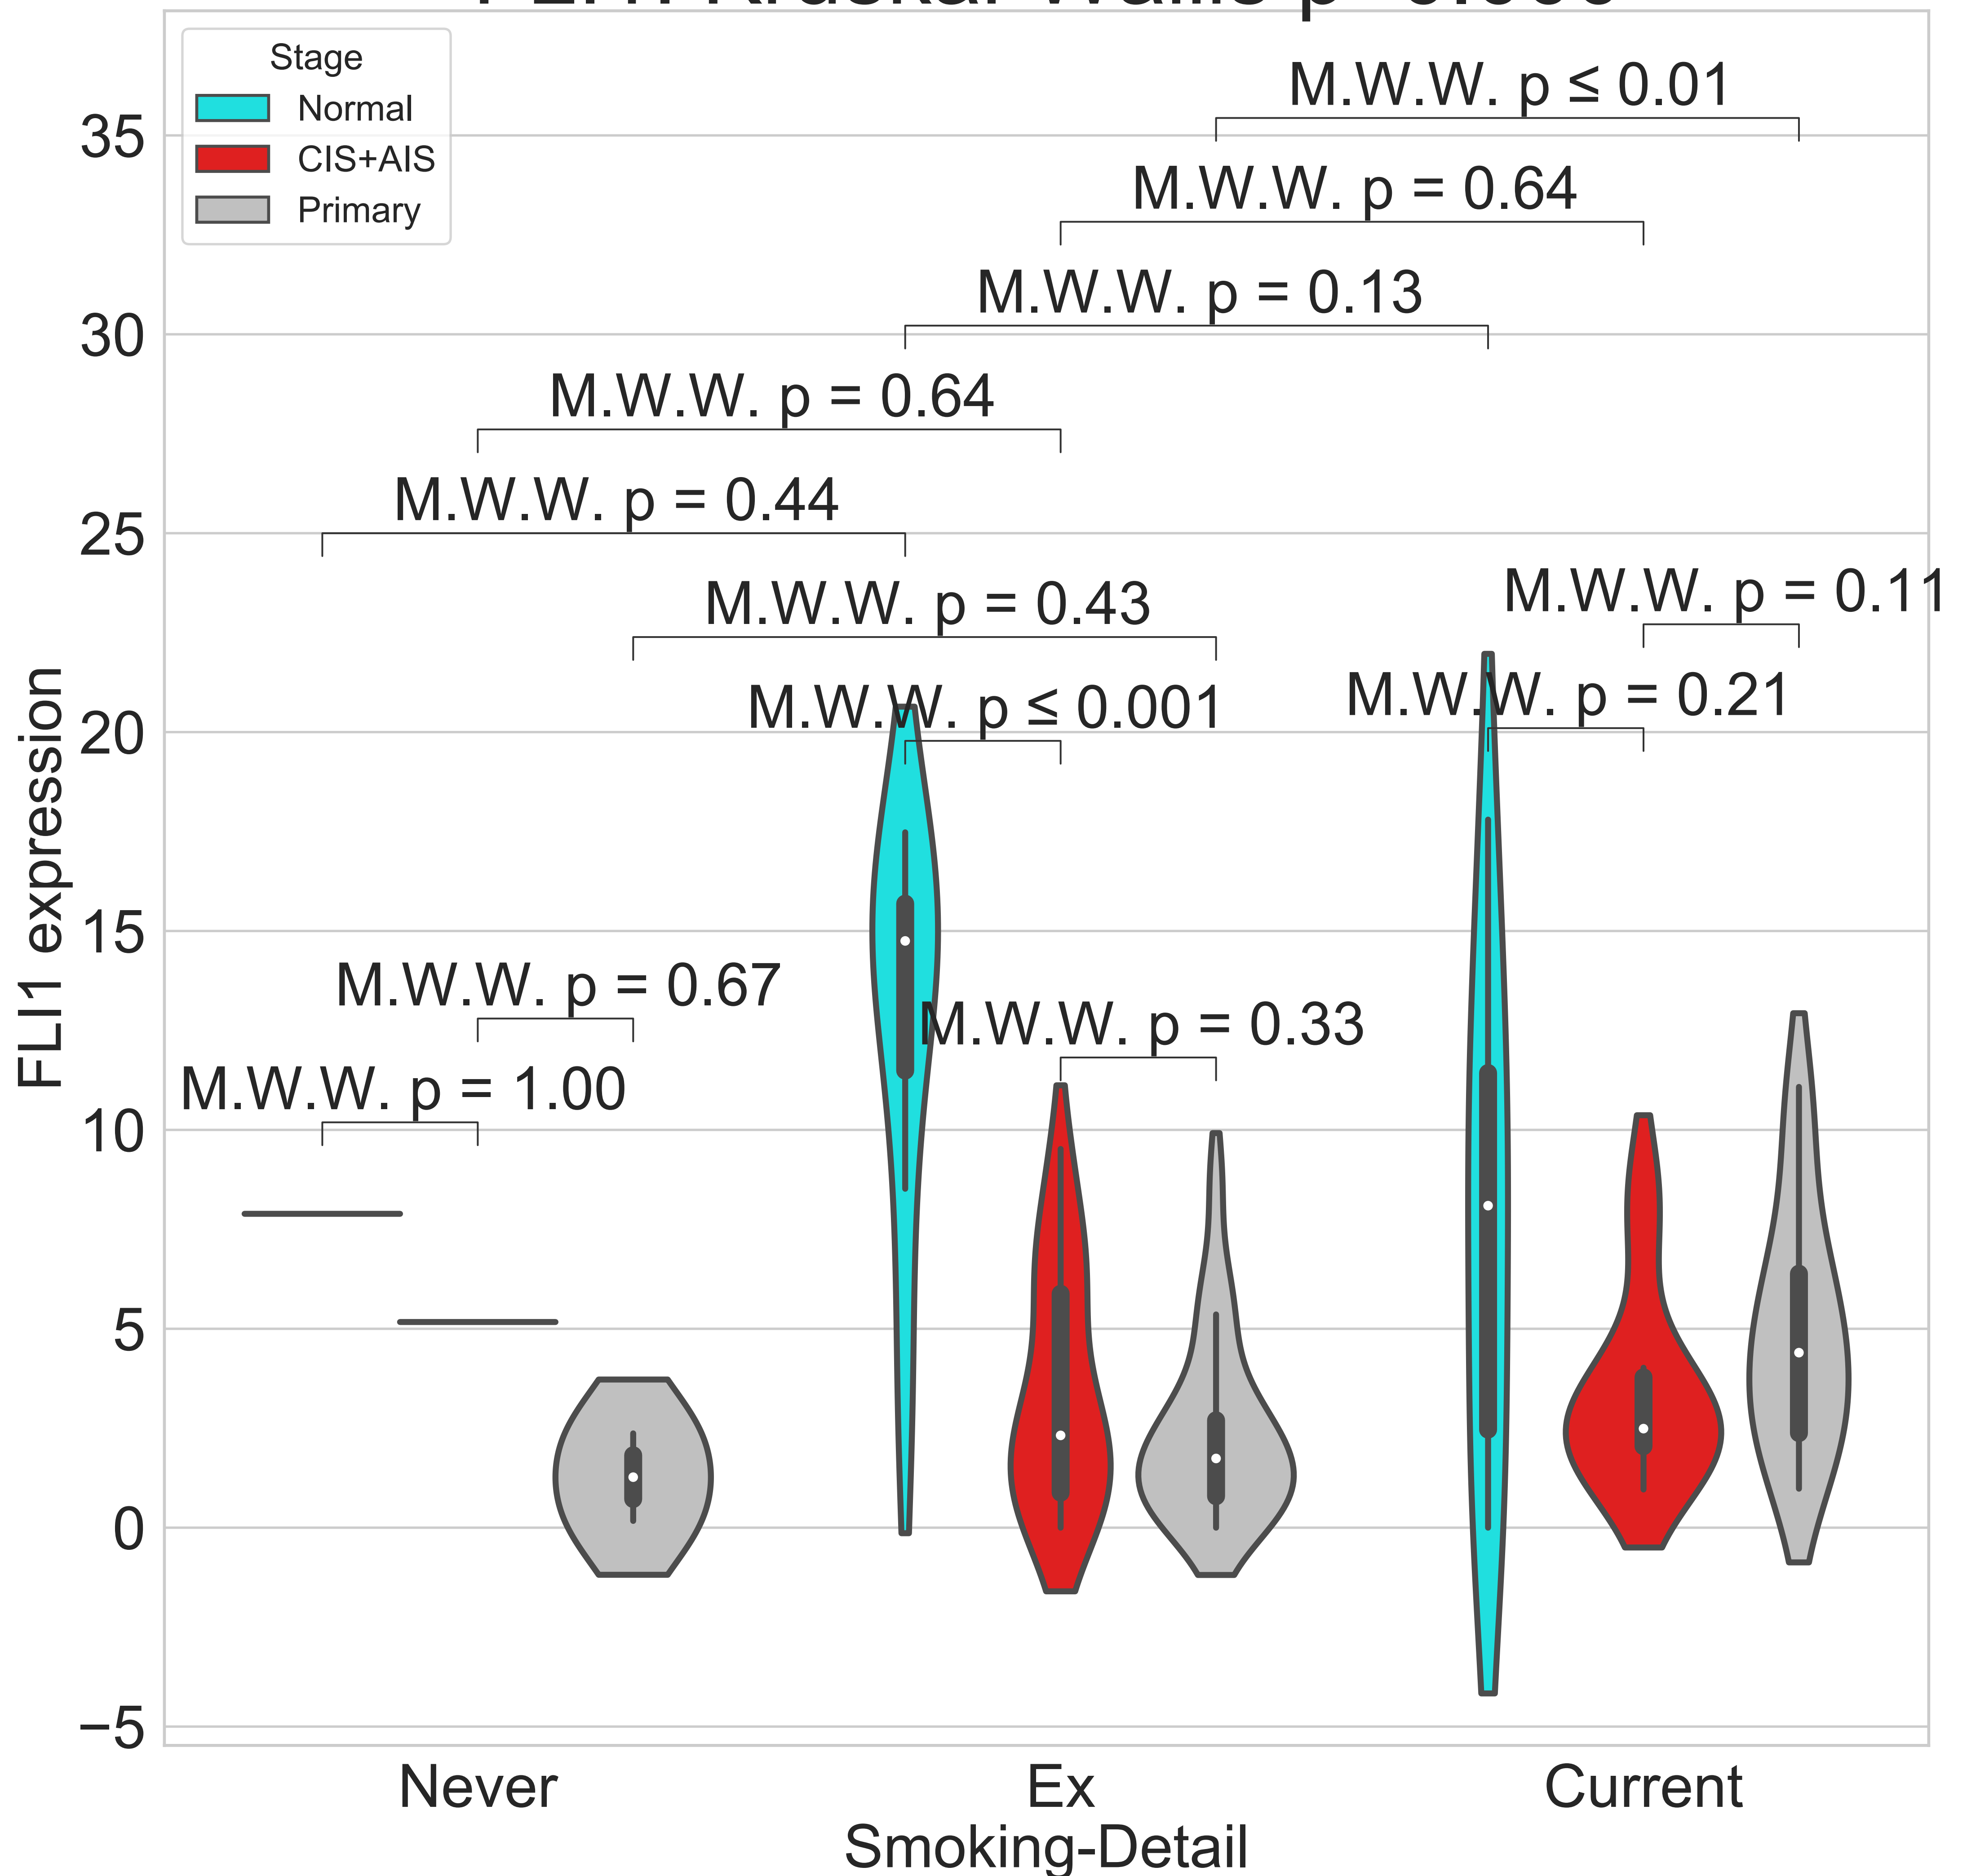 Stage
Normal
CIS+AIS
Primary
M.W.W. p ≤ 0.01
M.W.W. p = 0.64
M.W.W. p = 0.13
M.W.W. p = 0.64
M.W.W. p = 0.44
M.W.W. p = 0.43
M.W.W. p = 0.11
M.W.W. p ≤ 0.001
M.W.W. p = 0.21
M.W.W. p = 0.67
M.W.W. p = 0.33
M.W.W. p = 1.00
35
30
25
20
15
10
5
0
−5
FLI1 expression
Never
Ex
Current
Smoking-Detail